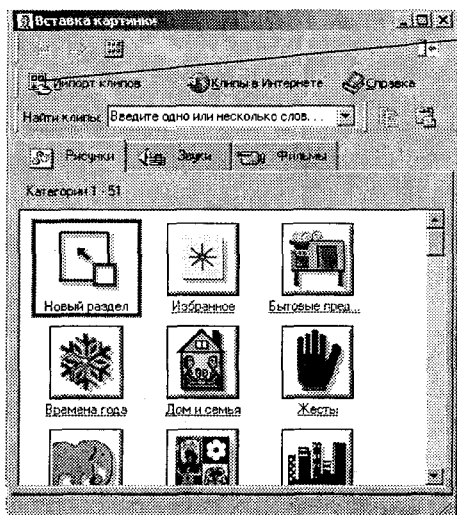 Вставка картинки
Импорт клипов Клипы в Интернете Справка
Найти клипы: Введите одно или несколько слов. . .
Рисунки Звуки Фильмы
Категории 1 - 51
Новый раздел Избранное Бытовые пред...
Времена года Дом и семья Жесты